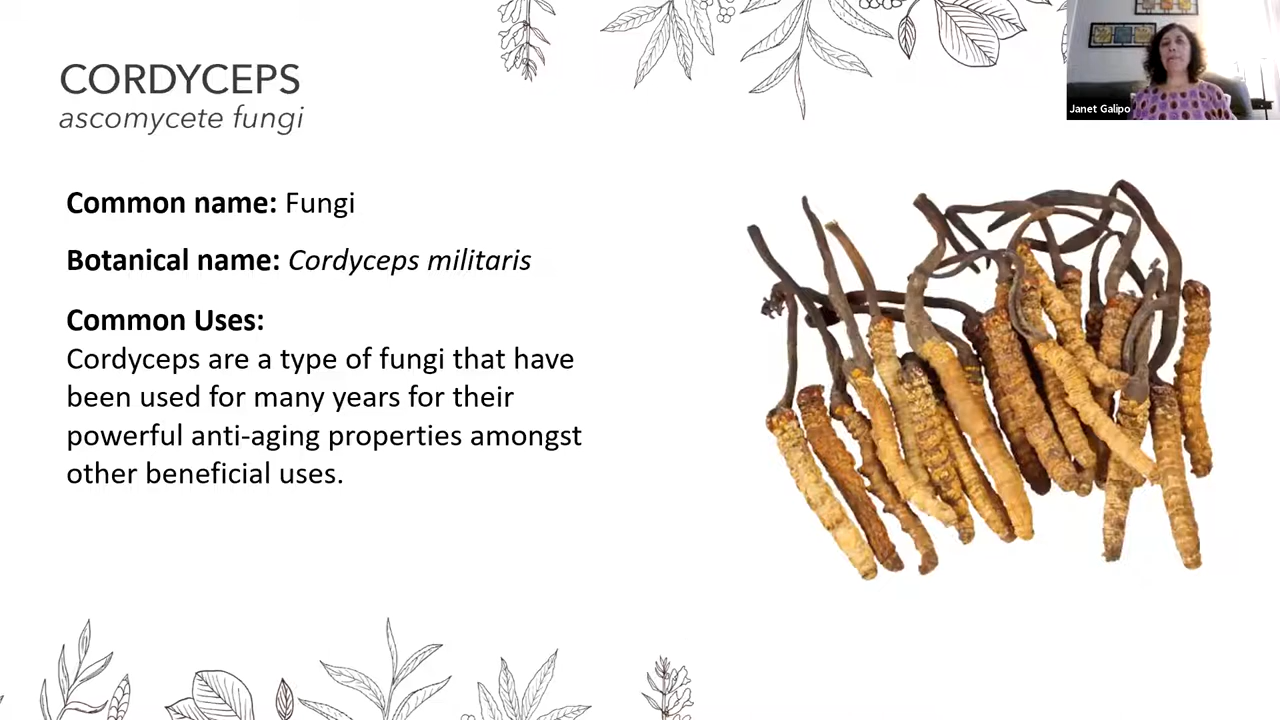 CORDYCEPS
ascomycete fungi
Janet Galipo
Common name: Fungi
Botanical name: Cordyceps militaris
Common Uses:
Cordyceps are a type of fungi that have
been used for many years for their
powerful anti-aging properties amongst
other beneficial uses.